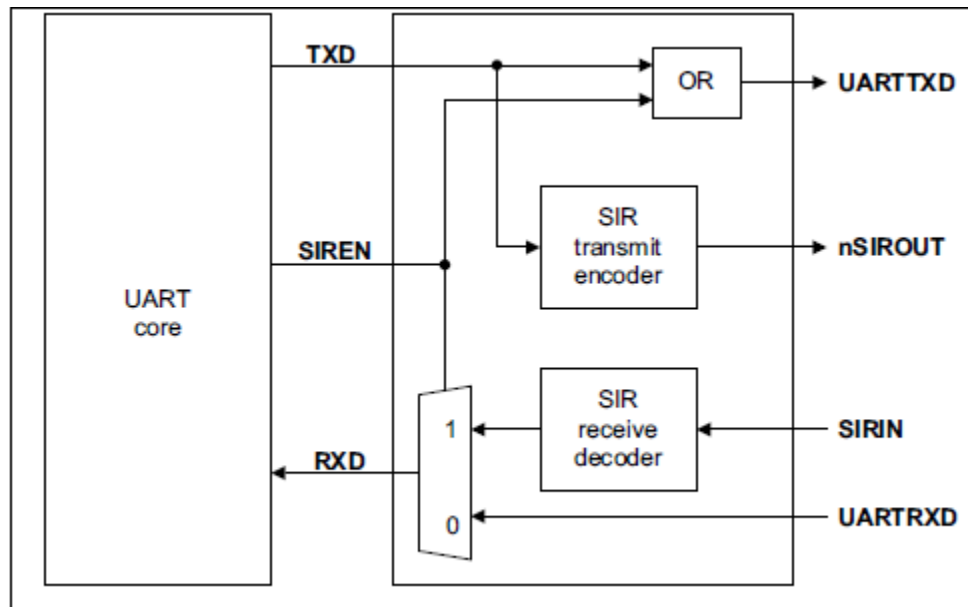 TXD
OR
UARTTXD
SIR
transmit
encoder
SIREN
nSIROUT
UART
core
SIR
receive
decoder
1
SIRIN
RXD
0
UARTRXD